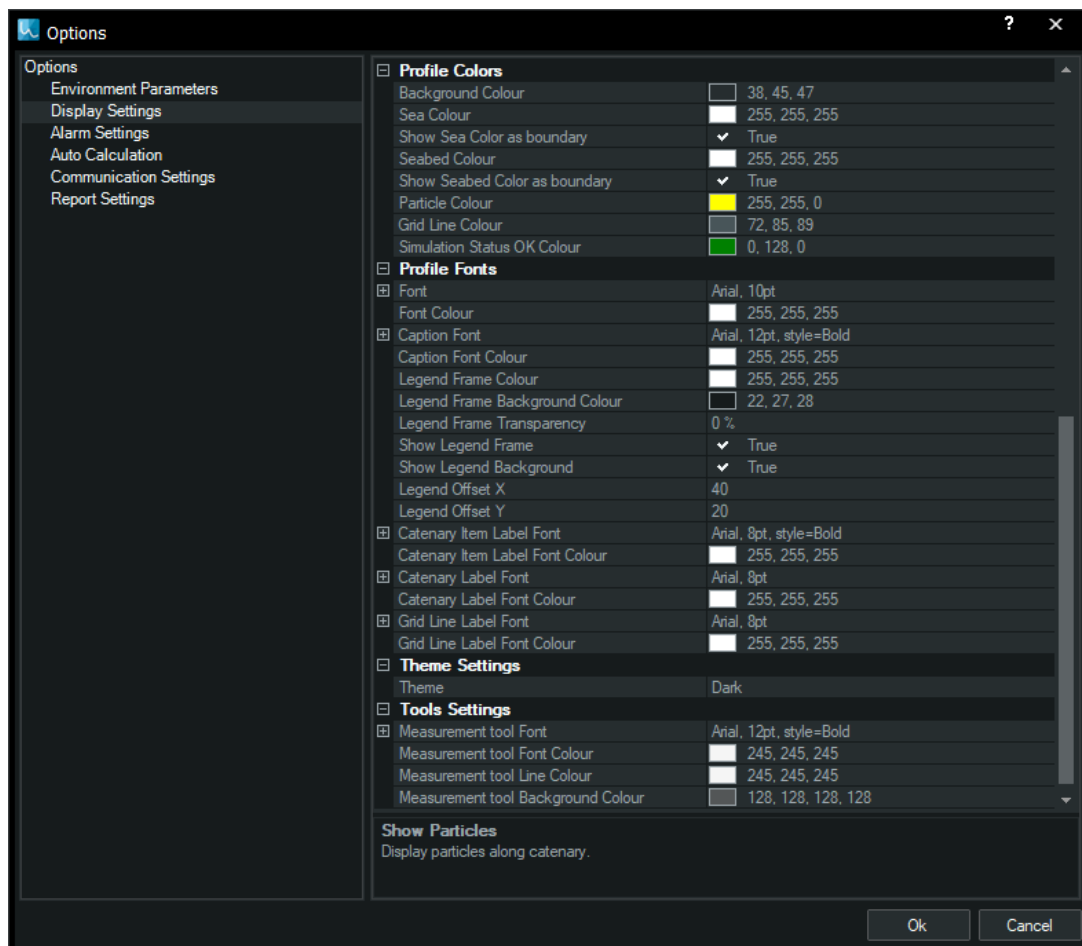 Options
Options
Environment Parameters
Display Settings
Alarm Settings
Auto Calculation
Communication Settings
Report Settings
Profile Colors
Background Colour 38, 45, 47
Sea Colour 255, 255, 255
Show Sea Color as boundary True
Seabed Colour 255, 255, 255
Show Seabed Color as boundary True
Particle Colour 255, 255, 0
Grid Line Colour 72, 85, 89
Simulation Status OK Colour 0, 128, 0
Profile Fonts
Font Arial, 10pt
Font Colour 255, 255, 255
Caption Font Arial, 12pt, style=Bold
Caption Font Colour 255, 255, 255
Legend Frame Colour 255, 255, 255
Legend Frame Background Colour 22, 27, 28
Legend Frame Transparency 0 %
Show Legend Frame True
Show Legend Background True
Legend Offset X 40
Legend Offset Y 20
Catenary Item Label Font Arial, 8pt, style=Bold
Catenary Item Label Font Colour 255, 255, 255
Catenary Label Font Arial, 8pt
Catenary Label Font Colour 255, 255, 255
Grid Line Label Font Arial, 8pt
Grid Line Label Font Colour 255, 255, 255
Theme Settings
Theme Dark
Tools Settings
Measurement tool Font Arial, 12pt, style=Bold
Measurement tool Font Colour 245, 245, 245
Measurement tool Line Colour 245, 245, 245
Measurement tool Background Colour 128, 128, 128, 128
Show Particles
Display particles along catenary.
Ok Cancel